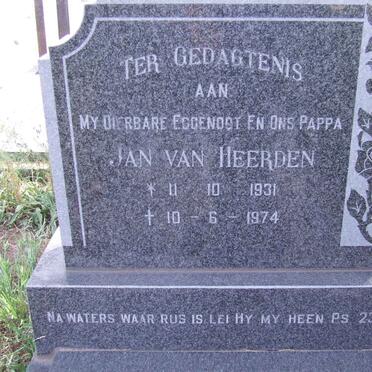 TER GEDAGTENIS
AAN
MY DIERBARE EGGENOOT EN ONS PAPPA
JAN VAN HEERDEN
* 11 - 10 - 1931
† 10 - 6 - 1974
NA WATERS WAAR RUS IS, LEI HY MY HEEN PS 23